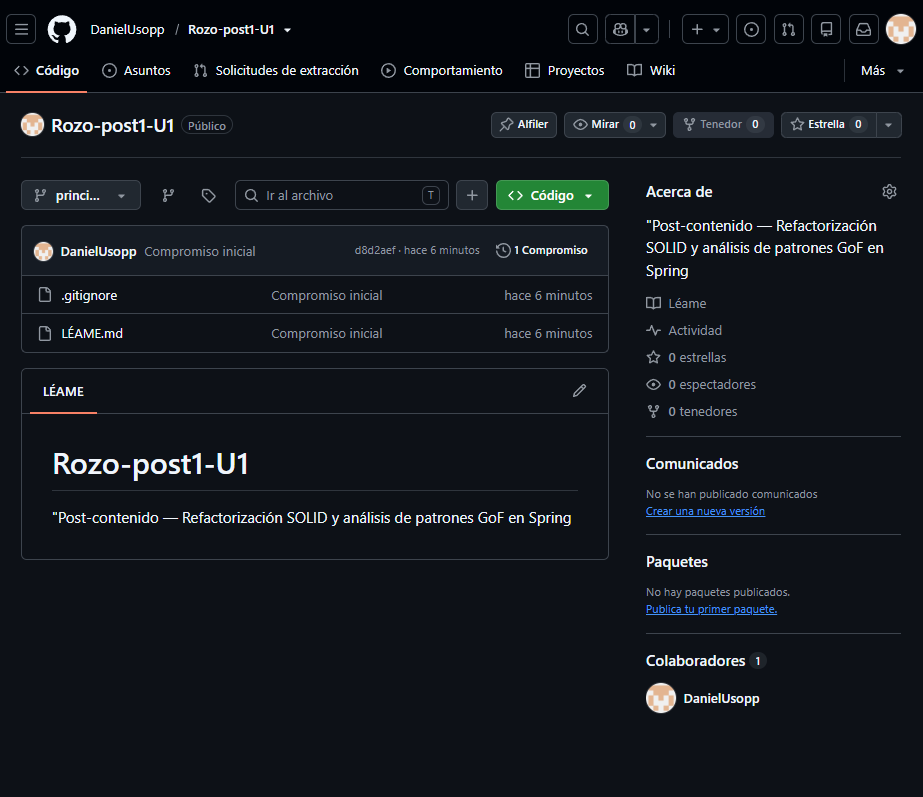 DanielUsopp / Rozo-post1-U1
Código Asuntos Solicitudes de extracción Comportamiento Proyectos Wiki Más
Rozo-post1-U1 Público
Alfiler Mirar 0 Tenedor 0 Estrella 0
princi... Ir al archivo T Código
DanielUsopp Compromiso inicial d8d2aef · hace 6 minutos 1 Compromiso
.gitignore Compromiso inicial hace 6 minutos
LÉAME.md Compromiso inicial hace 6 minutos
LÉAME
Rozo-post1-U1
"Post-contenido — Refactorización SOLID y análisis de patrones GoF en Spring
Acerca de
"Post-contenido — Refactorización
SOLID y análisis de patrones GoF en
Spring
Léame
Actividad
0 estrellas
0 espectadores
0 tenedores
Comunicados
No se han publicado comunicados
Crear una nueva versión
Paquetes
No hay paquetes publicados.
Publica tu primer paquete.
Colaboradores 1
DanielUsopp